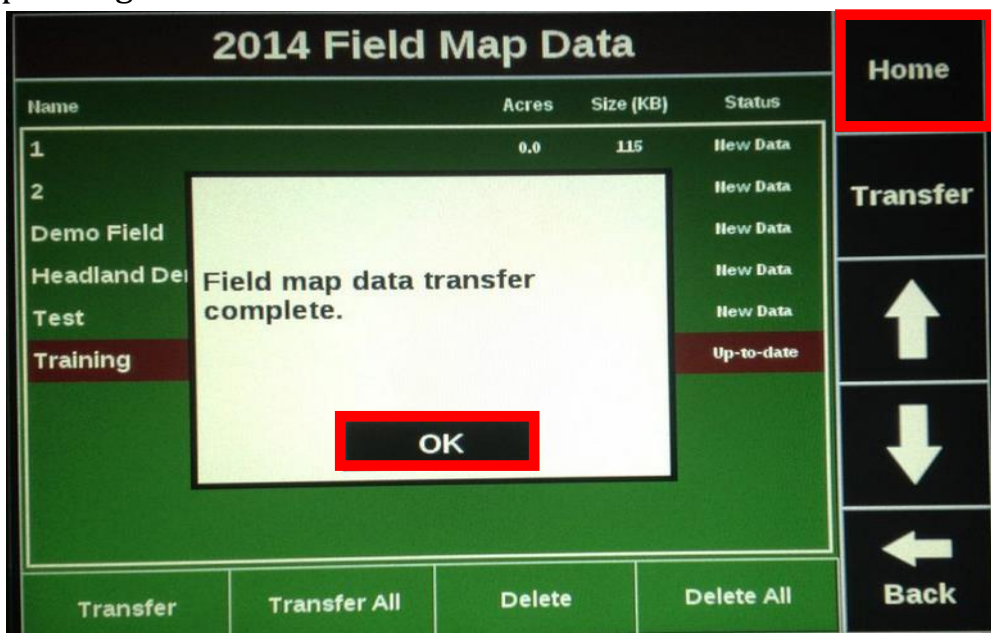 2014 Field Map Data
Home
Name Acres Size (KB) Status
1 0.0 115 New Data
2 New Data
Transfer
Demo Field New Data
Headland New Data
Test New Data
Training Up-to-date
Field map data transfer
complete.
OK
Transfer Transfer All Delete Delete All
Back